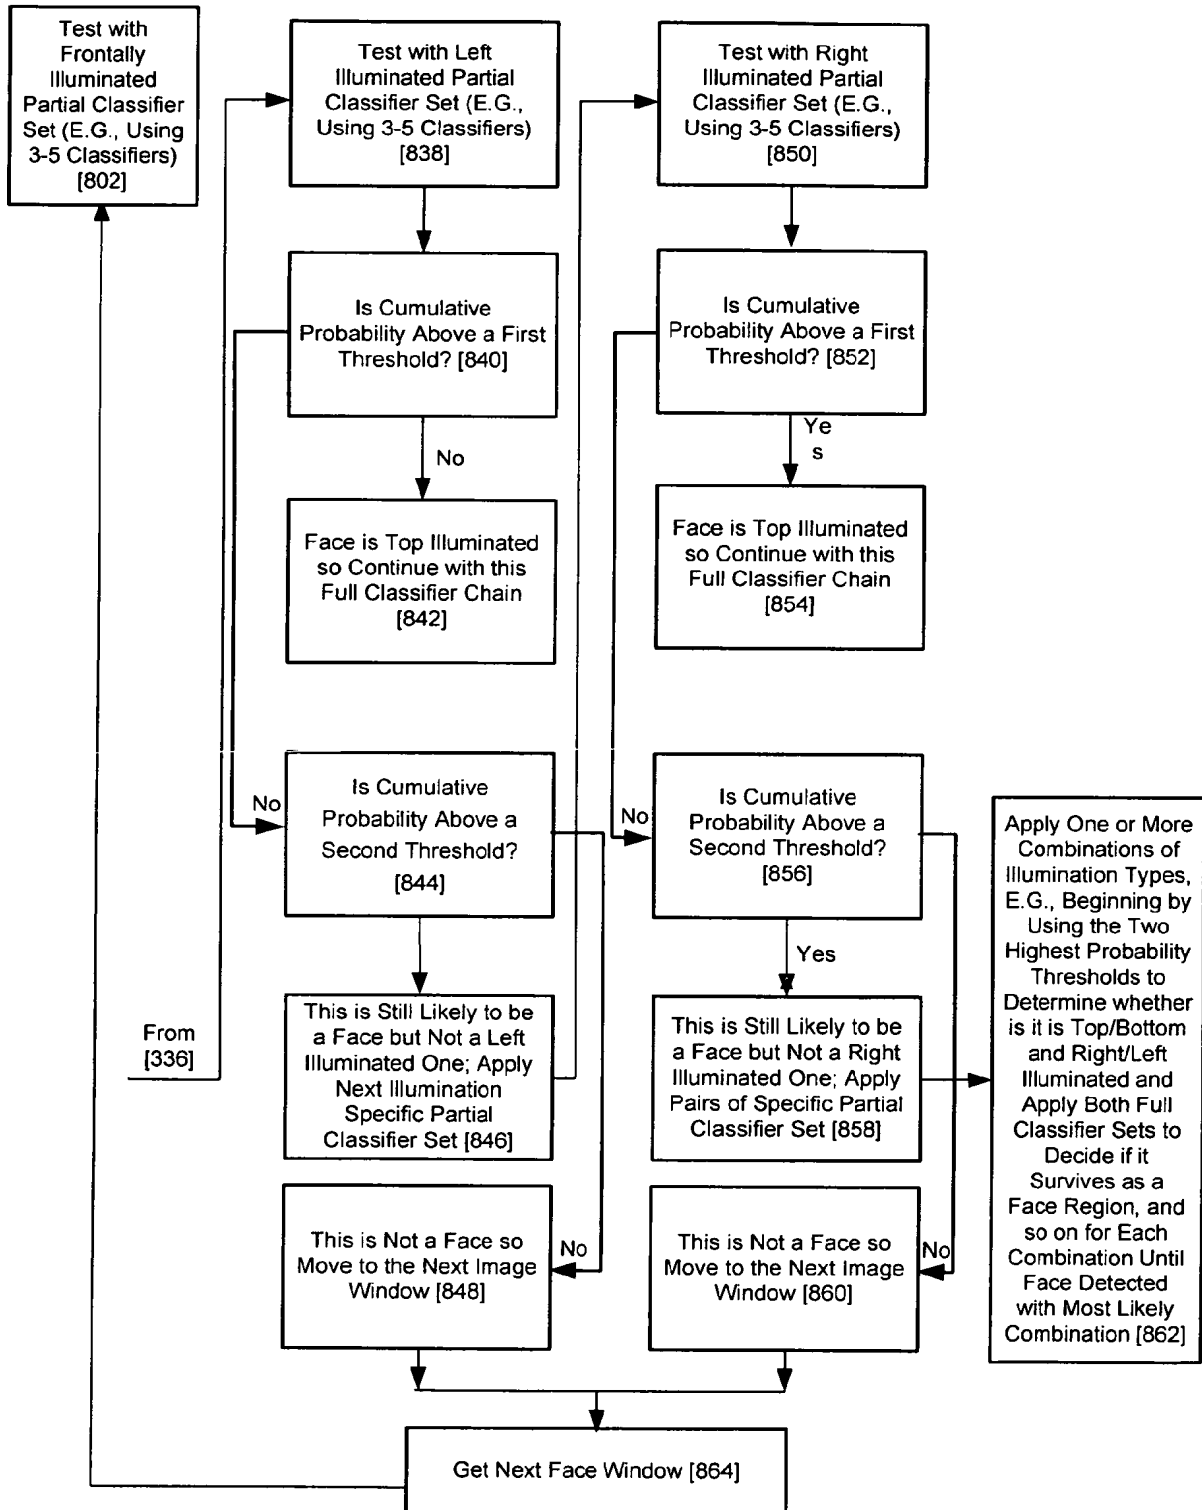 Test with
Frontally
Illuminated
Partial Classifier
Set (E.G., Using
3-5 Classifiers)
[802]
Test with Left
Illuminated Partial
Classifier Set (E.G.,
Using 3-5 Classifiers)
[838]
Test with Right
Illuminated Partial
Classifier Set (E.G.,
Using 3-5 Classifiers)
[850]
Is Cumulative
Probability Above a First
Threshold? [840]
Is Cumulative
Probability Above a First
Threshold? [852]
No
Ye
s
Face is Top Illuminated
so Continue with this
Full Classifier Chain
[842]
Face is Top Illuminated
so Continue with this
Full Classifier Chain
[854]
No
Is Cumulative
Probability Above a
Second Threshold?
[844]
No
Is Cumulative
Probability Above a
Second Threshold?
[856]
Yes
From
[336]
This is Still Likely to be
a Face but Not a Left
Illuminated One; Apply
Next Illumination
Specific Partial
Classifier Set [846]
This is Still Likely to be
a Face but Not a Right
Illuminated One; Apply
Pairs of Specific Partial
Classifier Set [858]
Apply One or More
Combinations of
Illumination Types,
E.G., Beginning by
Using the Two
Highest Probability
Thresholds to
Determine whether
is it is Top/Bottom
and Right/Left
Illuminated and
Apply Both Full
Classifier Sets to
Decide if it
Survives as a
Face Region, and
so on for Each
Combination Until
Face Detected
with Most Likely
Combination [862]
This is Not a Face so
Move to the Next Image
Window [848]
No
This is Not a Face so
Move to the Next Image
Window [860]
No
Get Next Face Window [864]